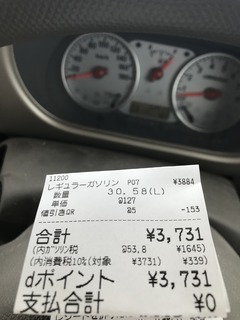 11200
レギュラーガソリン P07 ¥3884
数量 30.58(L)
単価 @127
値引きQR @5 -153
合計 ¥3,731
(内ガソリン税 @53.8 ¥1645)
(内消費税10%(対象 ¥3731) ¥339)
dポイント ¥3,731
支払合計 ¥0